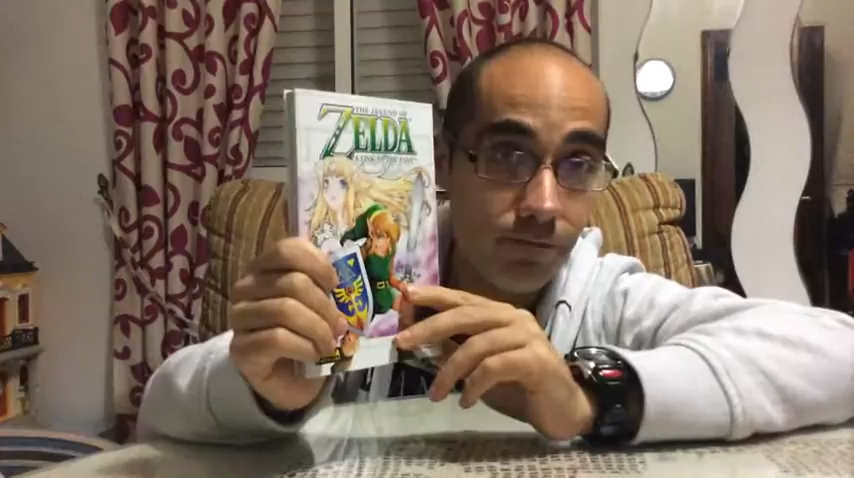 THE LEGEND OF
ZELDA
A LINK TO THE PAST